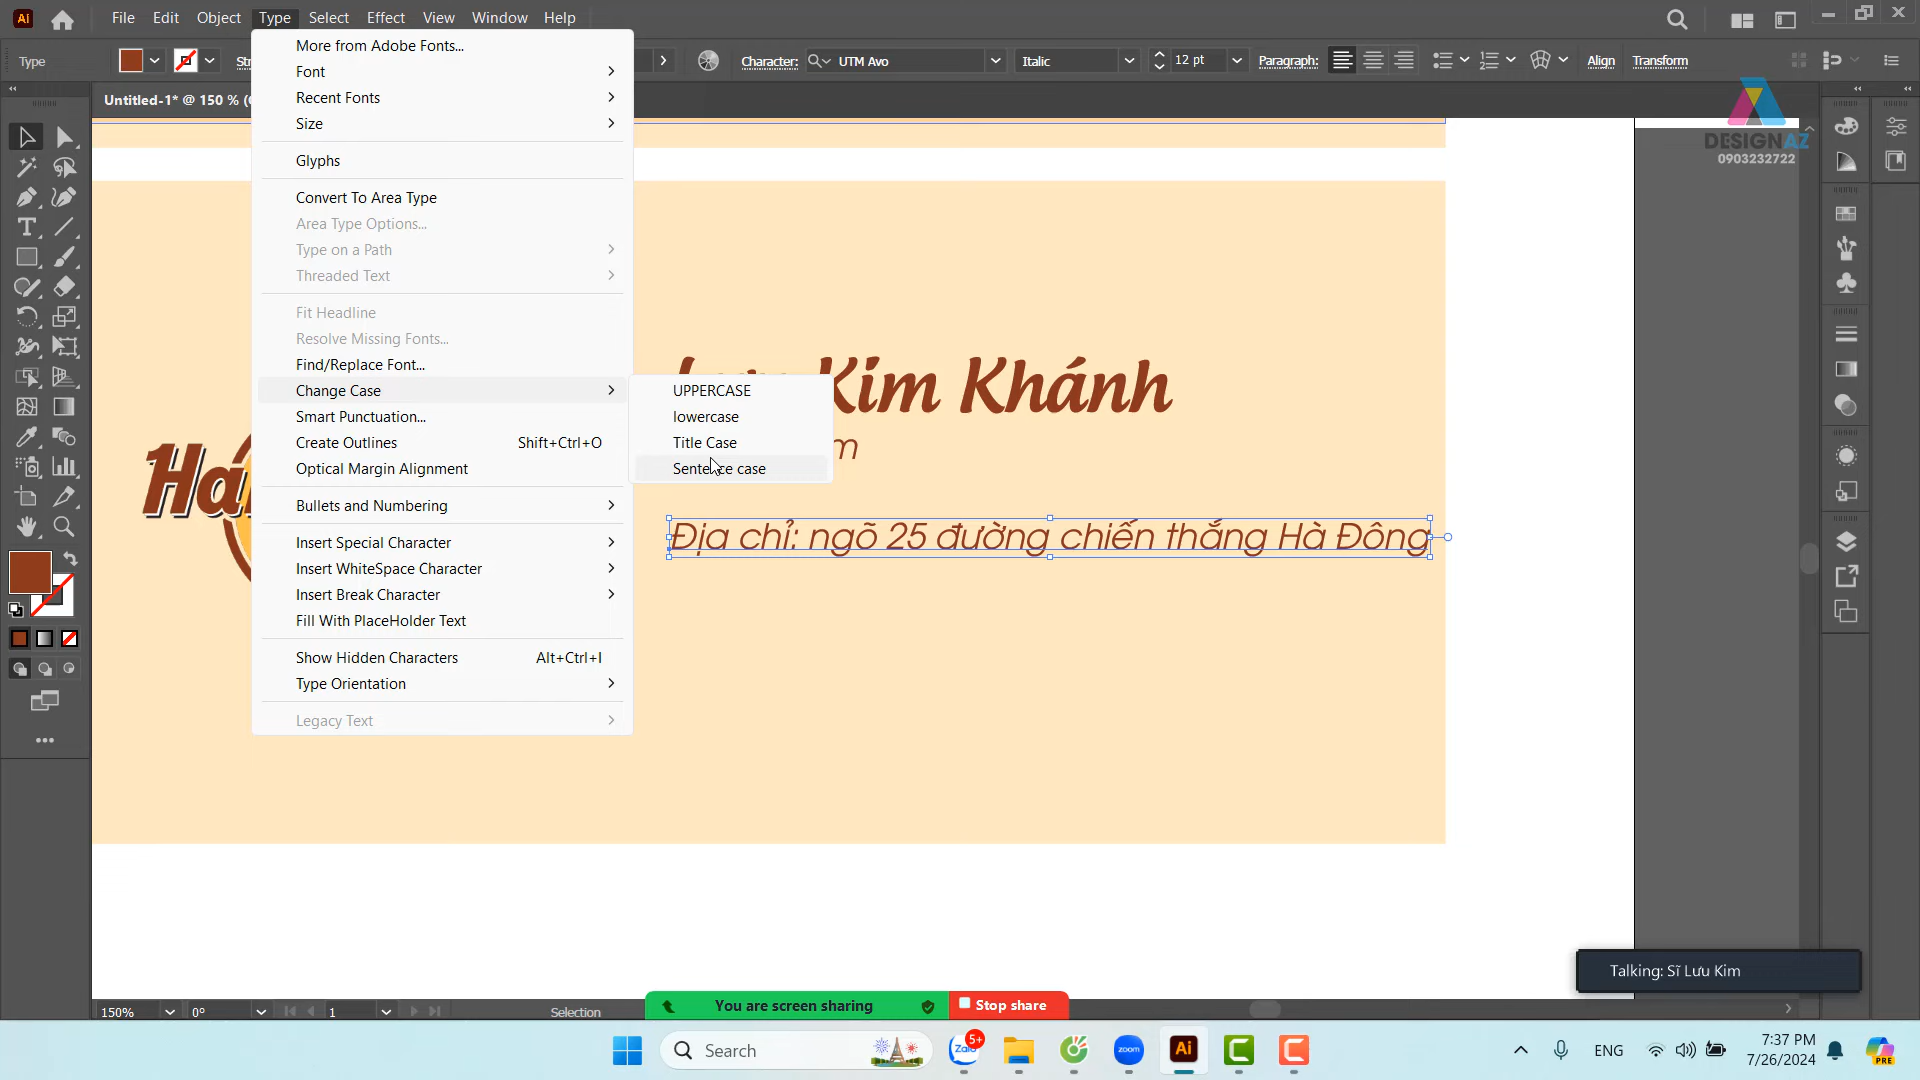 Ai File Edit Object Type Select Effect View Window Help
Type Character: UTM Avo Italic 12 pt Paragraph: Align Transform
Untitled-1* @ 150 %
More from Adobe Fonts...
Font
Recent Fonts
Size
Glyphs
Convert To Area Type
Area Type Options...
Type on a Path
Threaded Text
Fit Headline
Resolve Missing Fonts...
Find/Replace Font...
Change Case
Smart Punctuation...
Create Outlines Shift+Ctrl+O
Optical Margin Alignment
Bullets and Numbering
Insert Special Character
Insert WhiteSpace Character
Insert Break Character
Fill With PlaceHolder Text
Show Hidden Characters Alt+Ctrl+I
Type Orientation
Legacy Text
UPPERCASE
lowercase
Title Case
Sentence case
DESIGNAZ
0903232722
Kim Khánh
Địa chỉ: ngõ 25 đường chiến thắng Hà Đông
Talking: Sĩ Lưu Kim
150% 0° 1 Selection
You are screen sharing Stop share
Search
Zalo 5+ zoom Ai
ENG
7:37 PM
7/26/2024
PRE